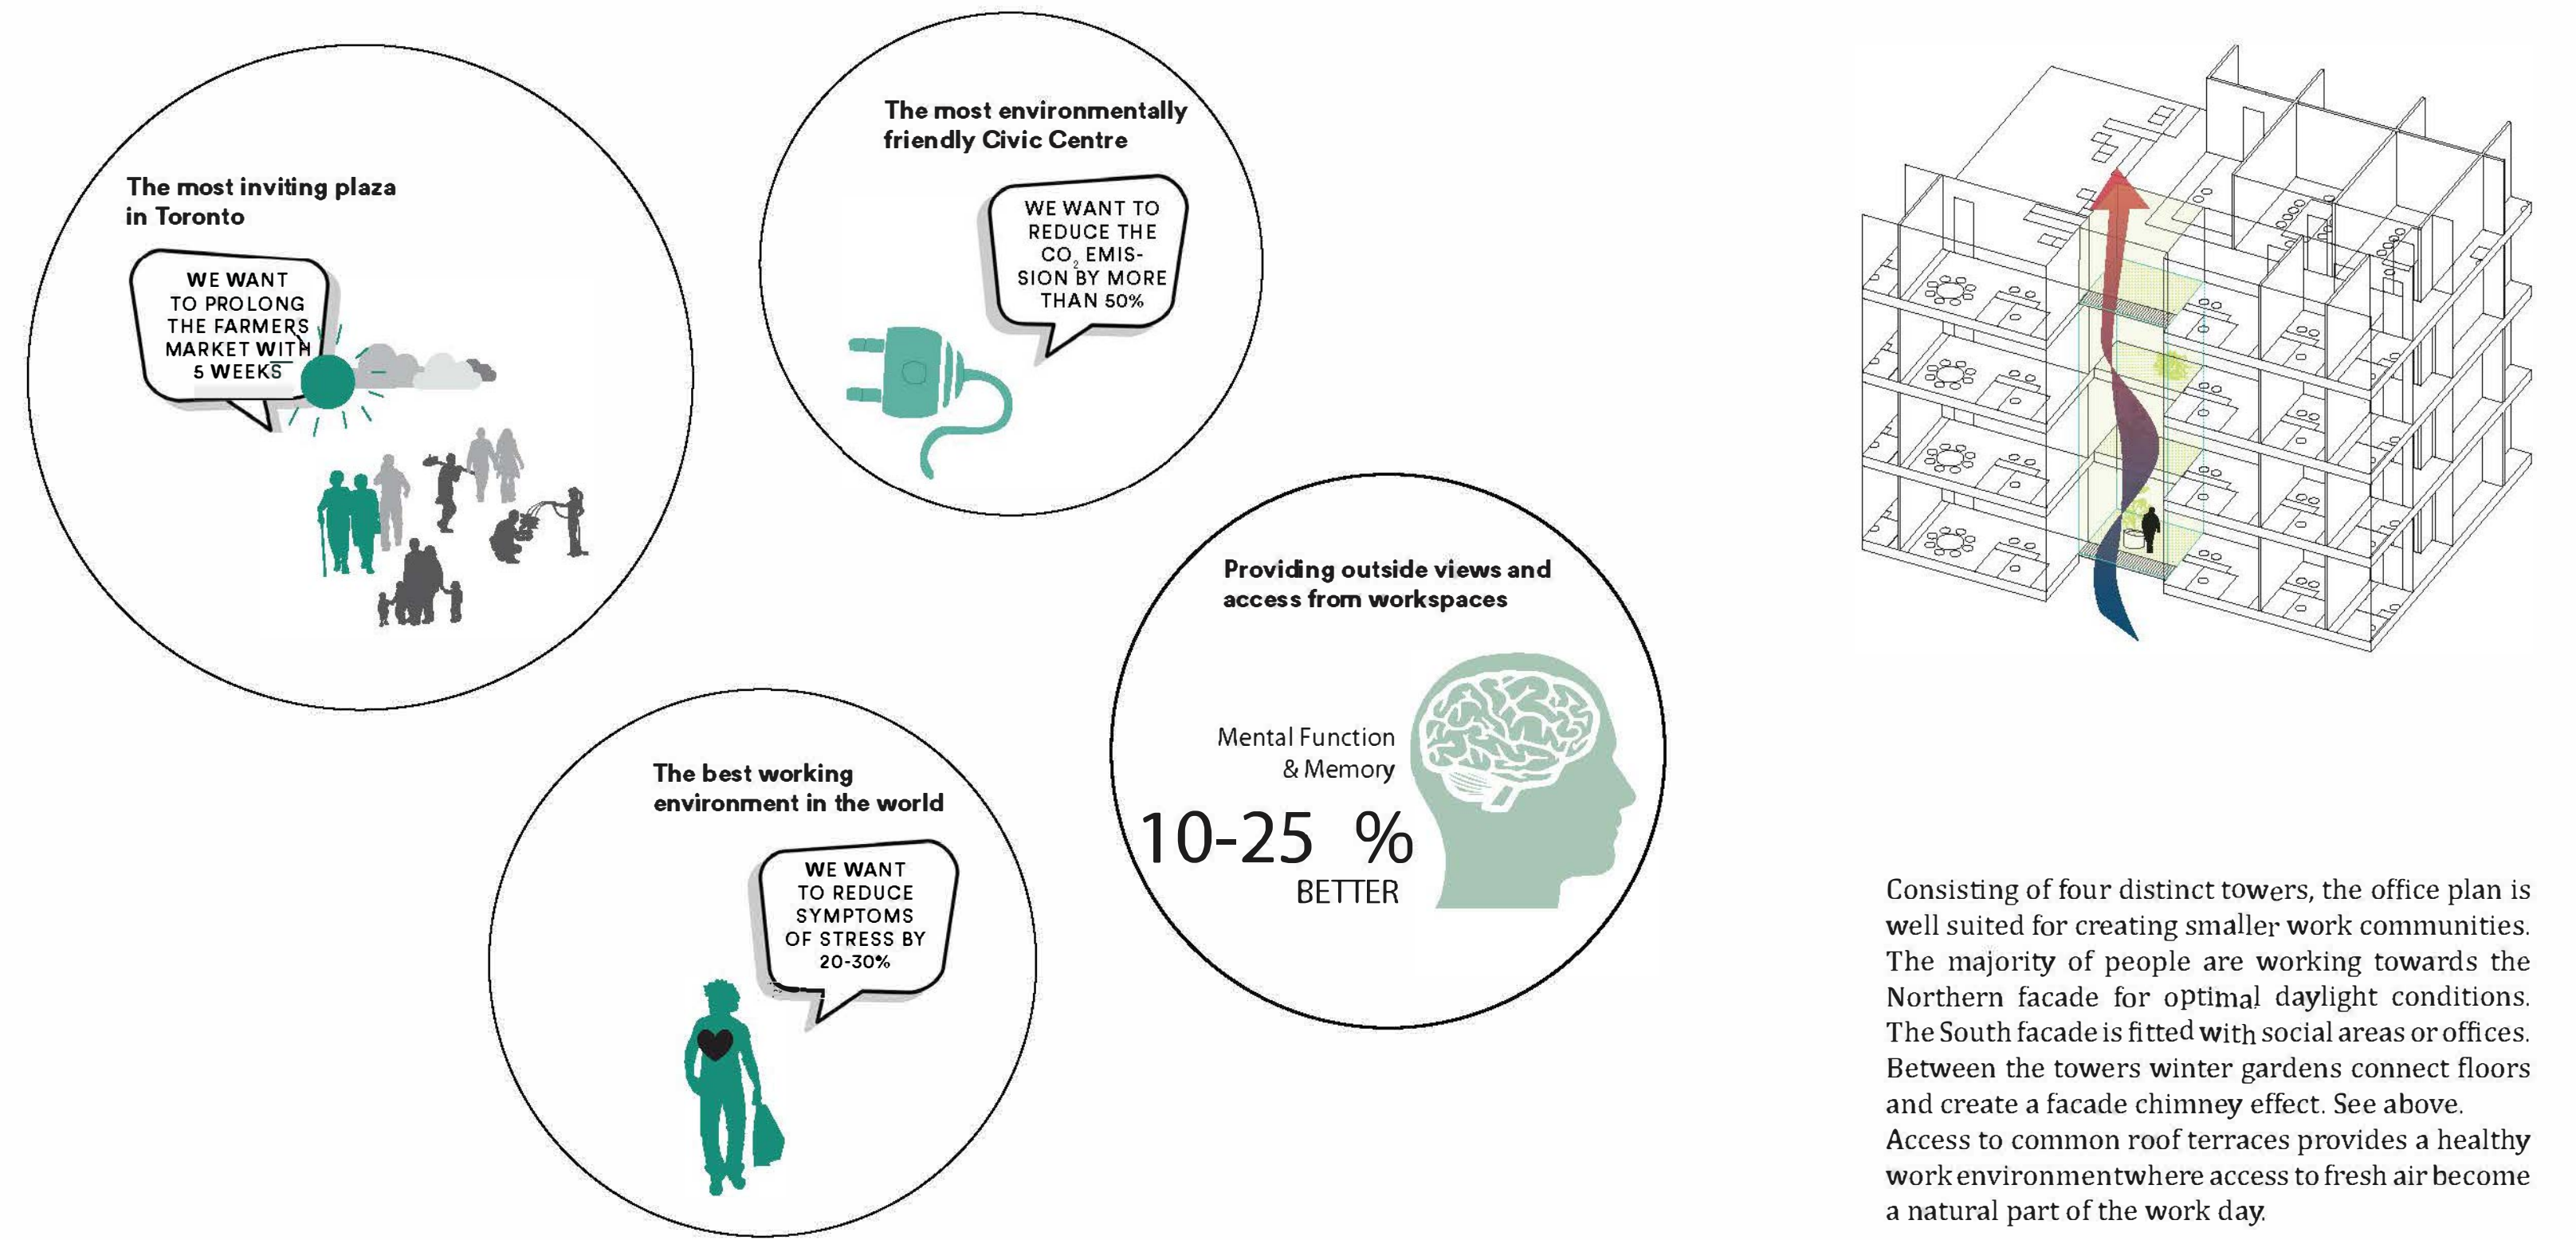 The most inviting plaza
in Toronto
WE WANT
TO PROLONG
THE FARMERS
MARKET WITH
5 WEEKS
The most environmentally
friendly Civic Centre
WE WANT TO
REDUCE THE
CO₂ EMIS-
SION BY MORE
THAN 50%
Providing outside views and
access from workspaces
Mental Function
& Memory
10-25 %
BETTER
The best working
environment in the world
WE WANT
TO REDUCE
SYMPTOMS
OF STRESS BY
20-30%
Consisting of four distinct towers, the office plan is
well suited for creating smaller work communities.
The majority of people are working towards the
Northern facade for optimal daylight conditions.
The South facade is fitted with social areas or offices.
Between the towers winter gardens connect floors
and create a facade chimney effect. See above.
Access to common roof terraces provides a healthy
work environmentwhere access to fresh air become
a natural part of the work day.